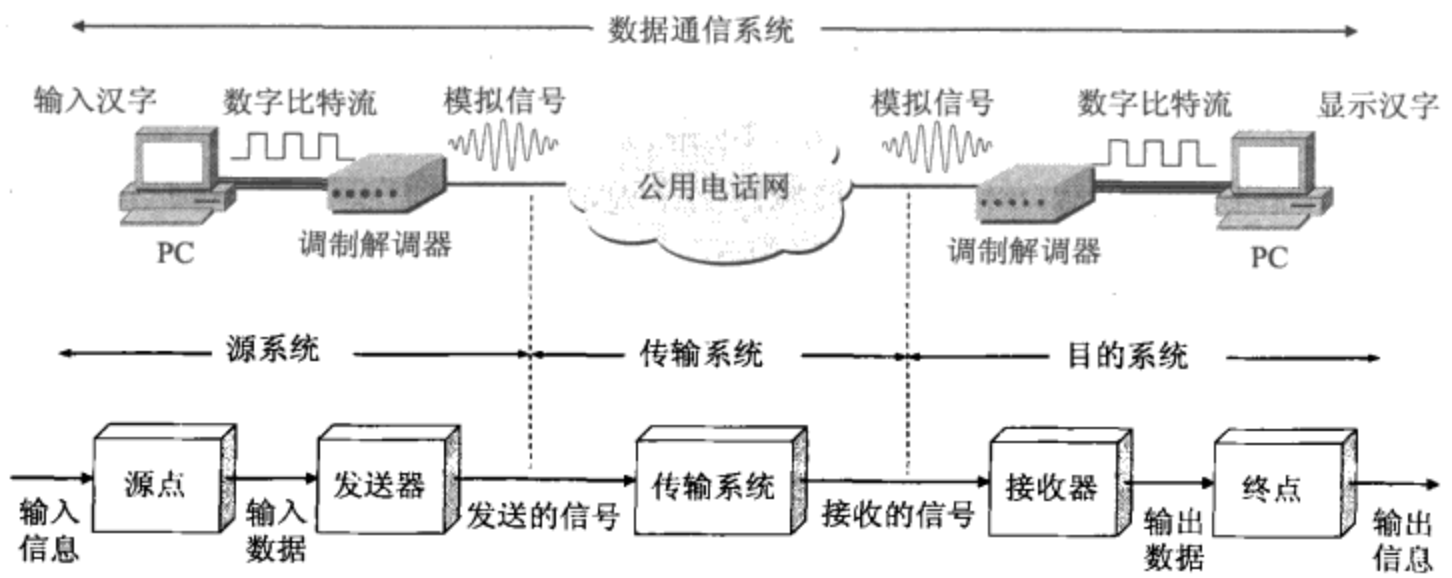 数据通信系统
输入汉字
数字比特流
模拟信号
模拟信号
数字比特流
显示汉字
公用电话网
PC
调制解调器
调制解调器
PC
源系统
传输系统
目的系统
源点
发送器
传输系统
接收器
终点
输入
信息
输入
数据
发送的信号
接收的信号
输出
数据
输出
信息